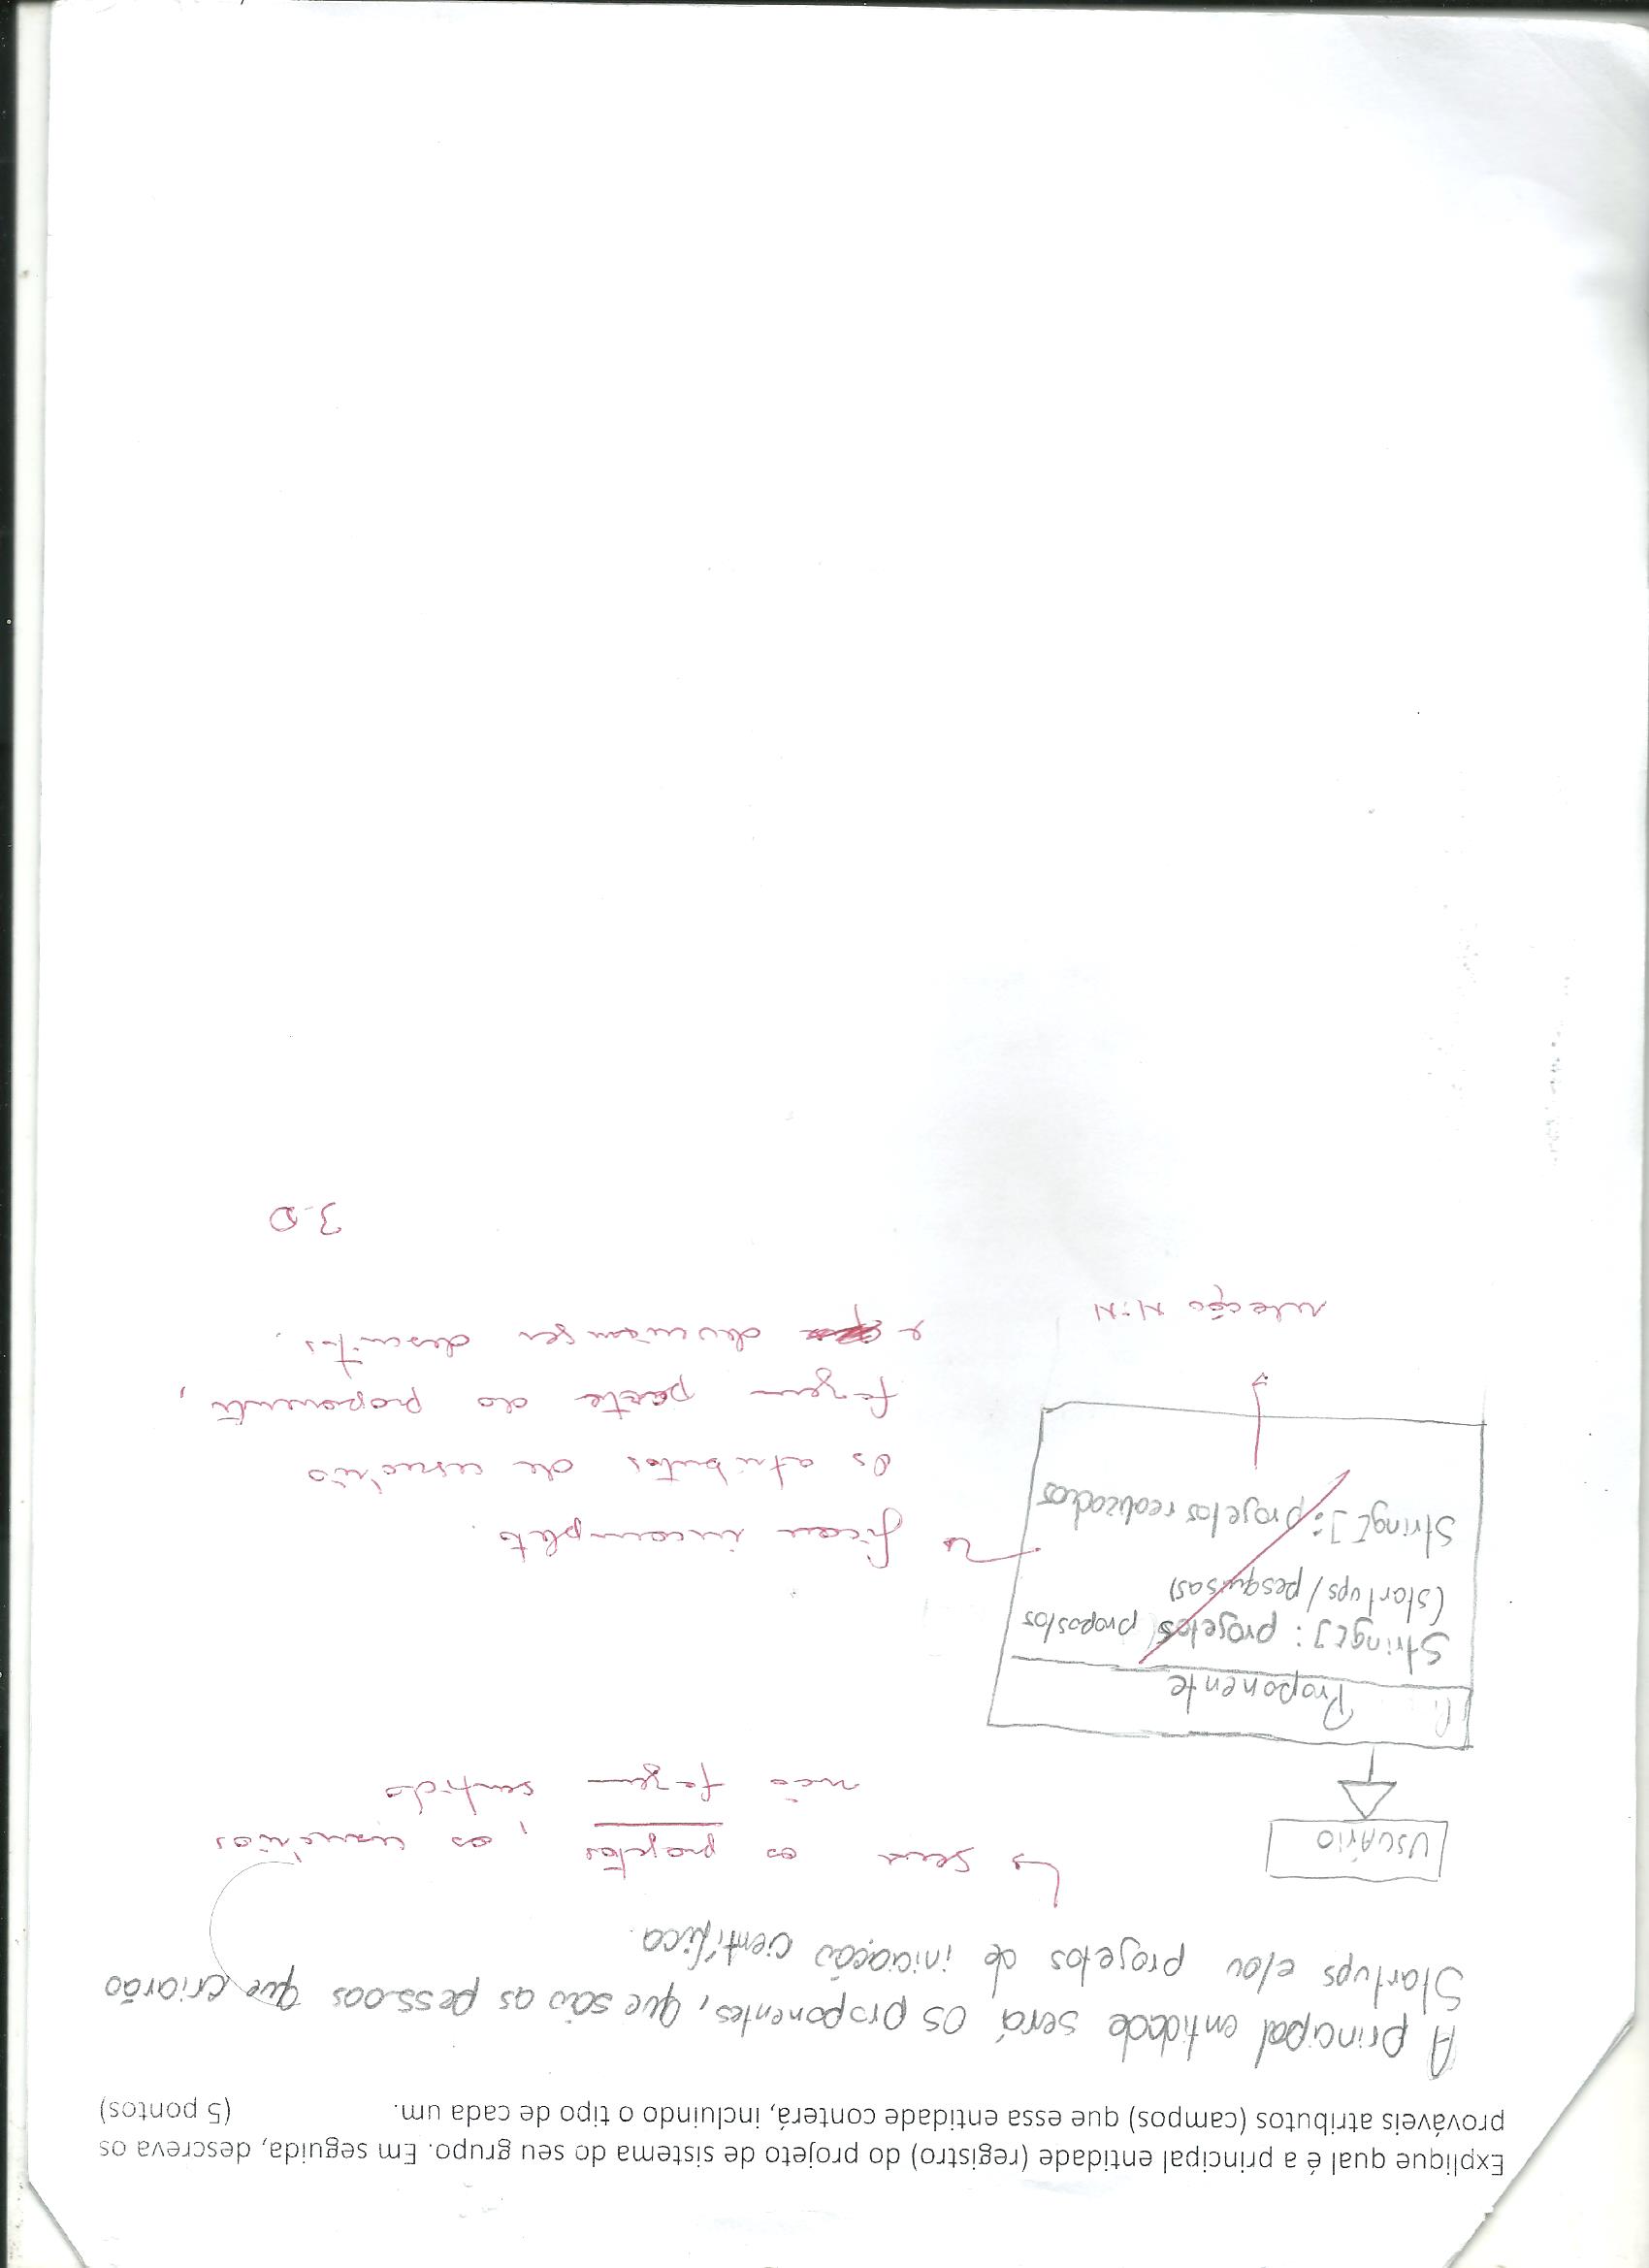 Explique qual é a principal entidade (registro) do projeto de sistema do seu grupo. Em seguida, descreva os
prováveis atributos (campos) que essa entidade conterá, incluindo o tipo de cada um. (5 pontos)
A principal entidade será os proponentes, que são as pessoas que criarão
Startups e/ou projetos de iniciação científica.
sem os projetos, os usuários
não fazem sentido
USUÁrio
Proponente
String[]: projetos propostos
(startups/pesquisas)
String[]: projetos realizados
ficou incompleto.
Os atributos de usuário
fazem parte do proponente,
e deveriam ser descritos.
relação N:N
3.0